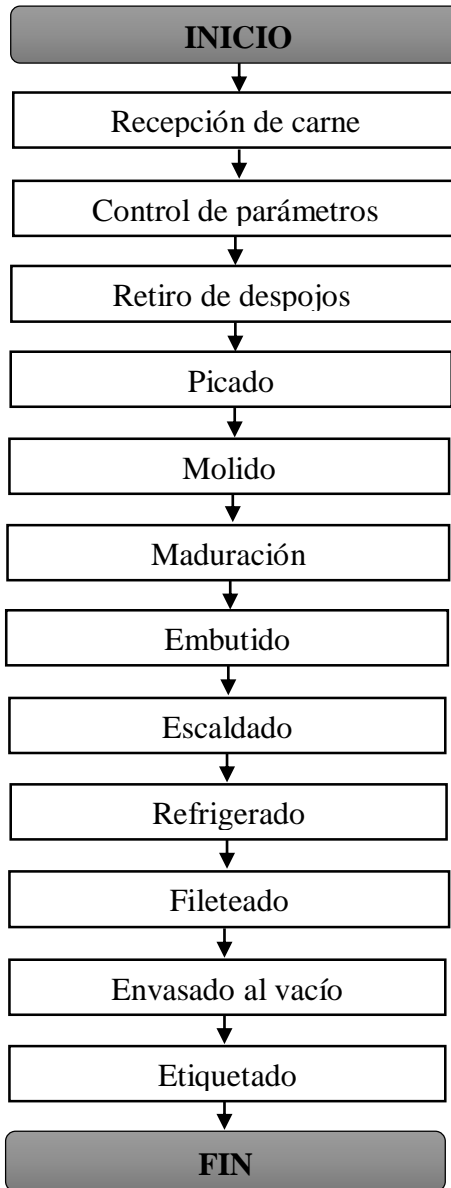 INICIO
Recepción de carne
Control de parámetros
Retiro de despojos
Picado
Molido
Maduración
Embutido
Escaldado
Refrigerado
Fileteado
Envasado al vacío
Etiquetado
FIN